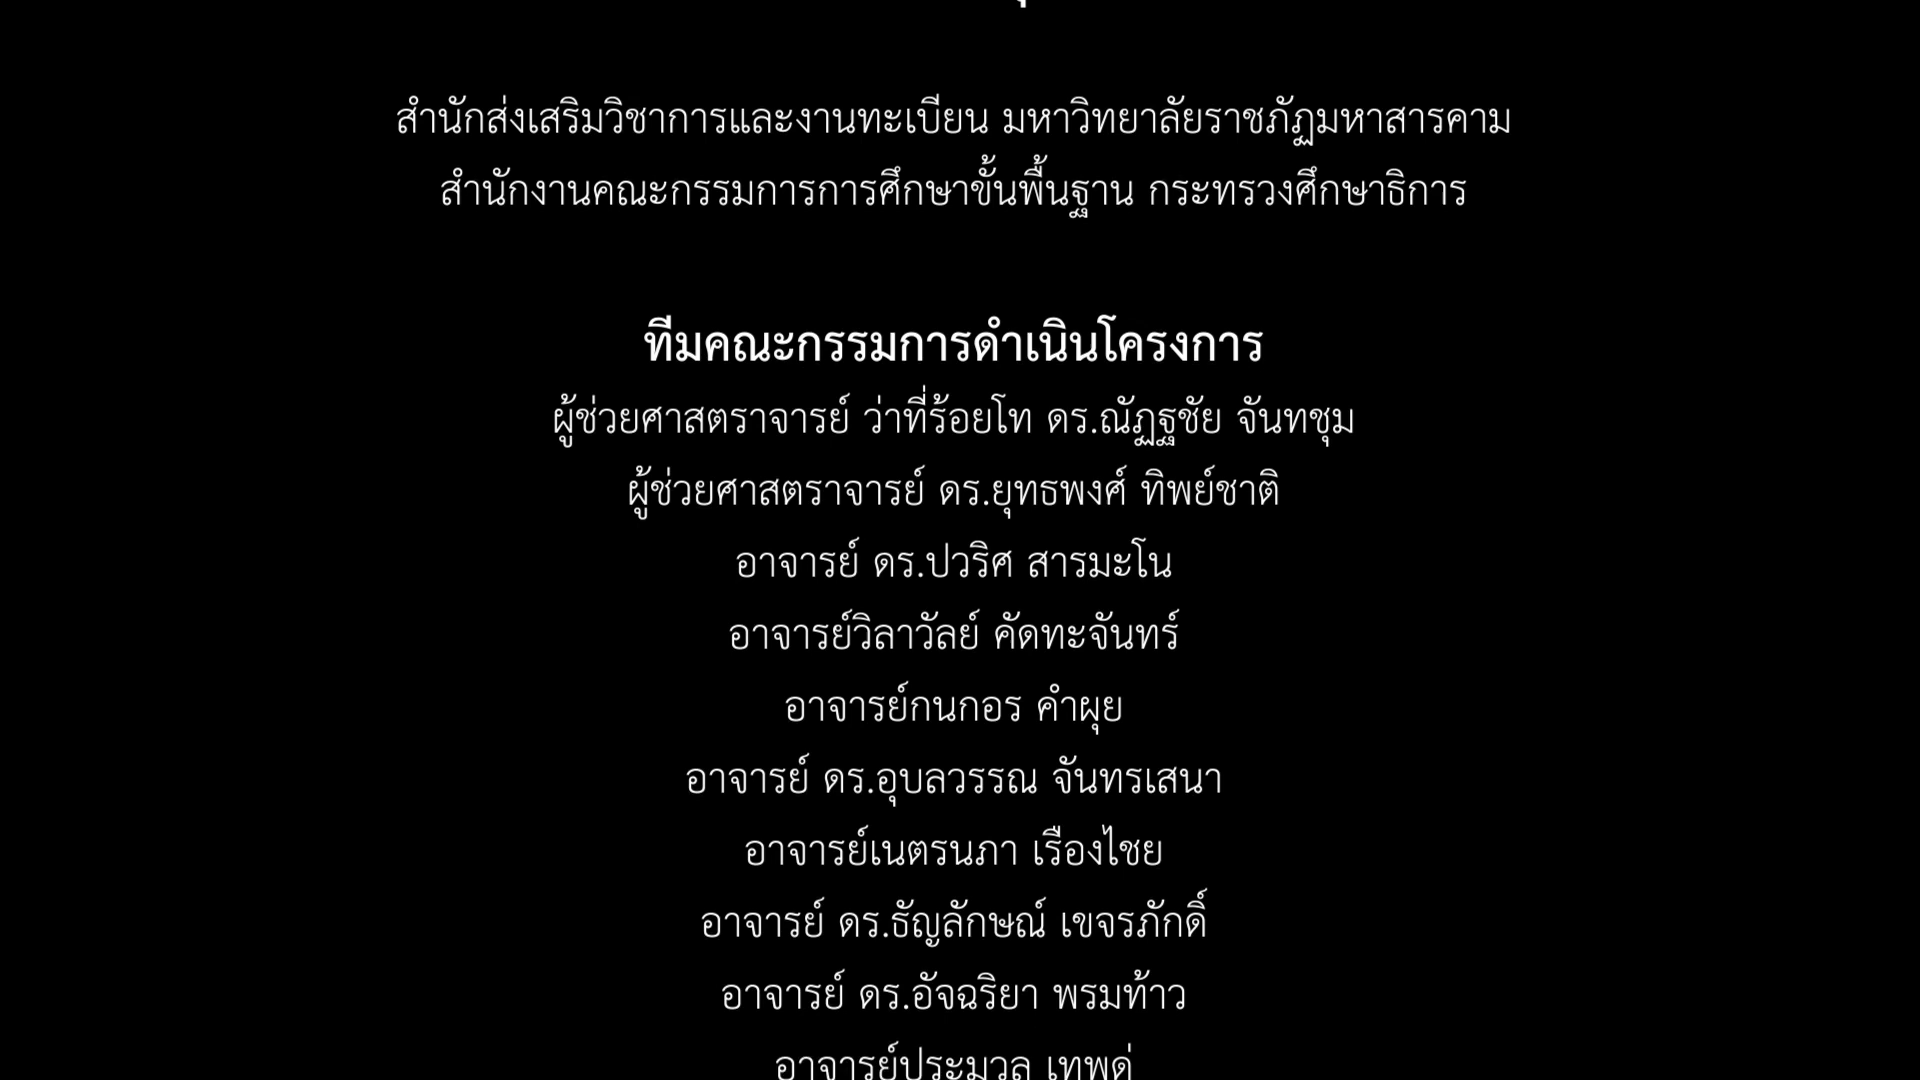 สำนักส่งเสริมวิชาการและงานทะเบียน มหาวิทยาลัยราชภัฏมหาสารคาม
สำนักงานคณะกรรมการการศึกษาขั้นพื้นฐาน กระทรวงศึกษาธิการ
ทีมคณะกรรมการดำเนินโครงการ
ผู้ช่วยศาสตราจารย์ ว่าที่ร้อยโท ดร.ณัฏฐชัย จันทชุม
ผู้ช่วยศาสตราจารย์ ดร.ยุทธพงศ์ ทิพย์ชาติ
อาจารย์ ดร.ปวริศ สารมะโน
อาจารย์วิลาวัลย์ คัดทะจันทร์
อาจารย์กนกอร คำผุย
อาจารย์ ดร.อุบลวรรณ จันทรเสนา
อาจารย์เนตรนภา เรืองไชย
อาจารย์ ดร.ธัญลักษณ์ เขจรภักดิ์
อาจารย์ ดร.อัจฉริยา พรมท้าว
อาจารย์ประมวล